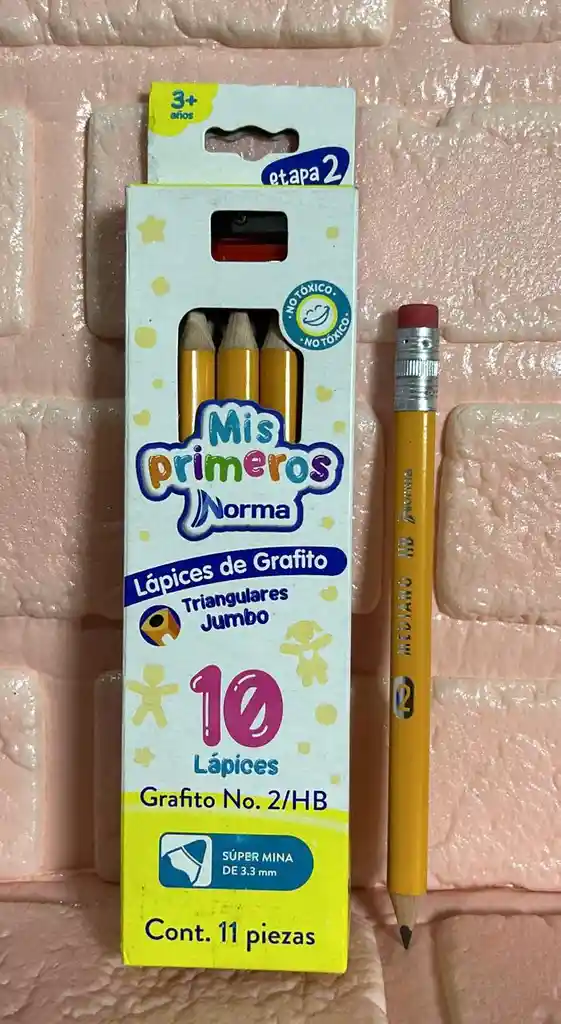 3+
años
etapa 2
NO TÓXICO
NO TÓXICO
Mis
primeros
Norma
Lápices de Grafito
Triangulares
Jumbo
10
Lápices
Grafito No. 2/HB
SÚPER MINA
DE 3.3 mm
Cont. 11 piezas
2 MEDIANO HB Norma